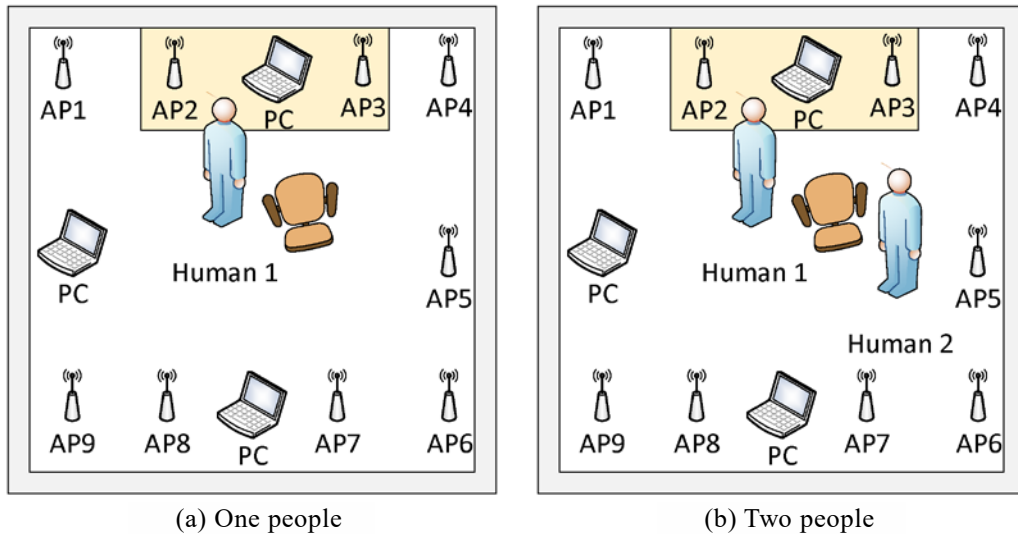 AP1
AP2
PC
AP3
AP4
PC
Human 1
AP5
AP9
AP8
PC
AP7
AP6
(a) One people
AP1
AP2
PC
AP3
AP4
PC
Human 1
AP5
Human 2
AP9
AP8
PC
AP7
AP6
(b) Two people